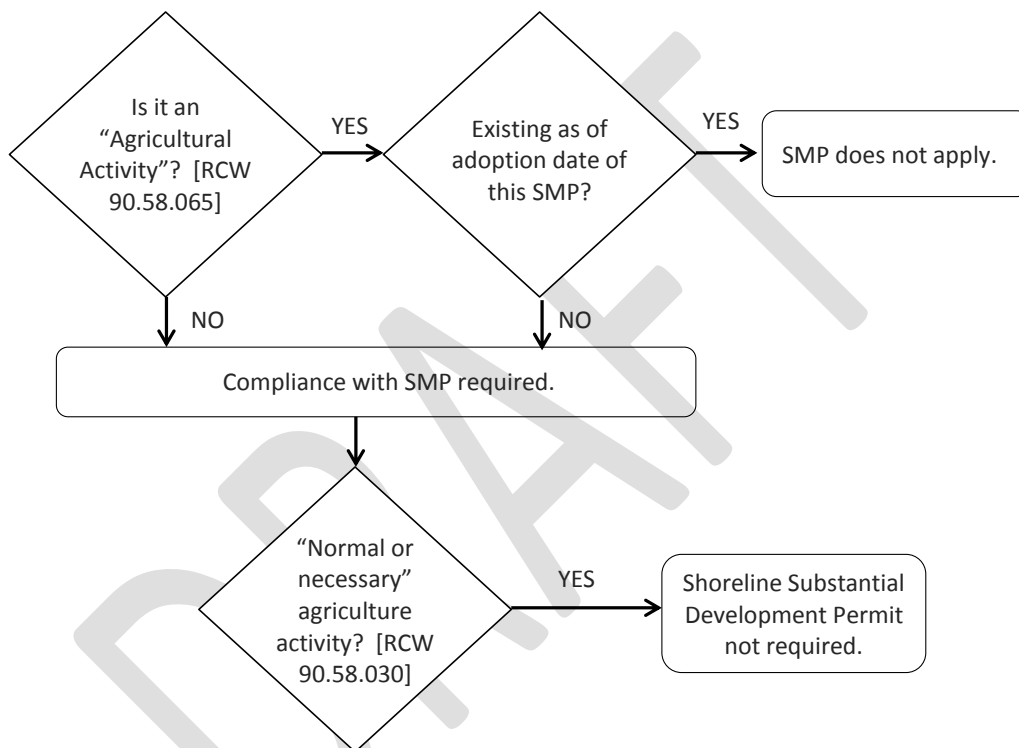 Is it an
“Agricultural
Activity”? [RCW
90.58.065]
YES
Existing as of
adoption date of
this SMP?
YES
SMP does not apply.
NO
NO
Compliance with SMP required.
“Normal or
necessary”
agriculture
activity? [RCW
90.58.030]
YES
Shoreline Substantial
Development Permit
not required.
DRAFT